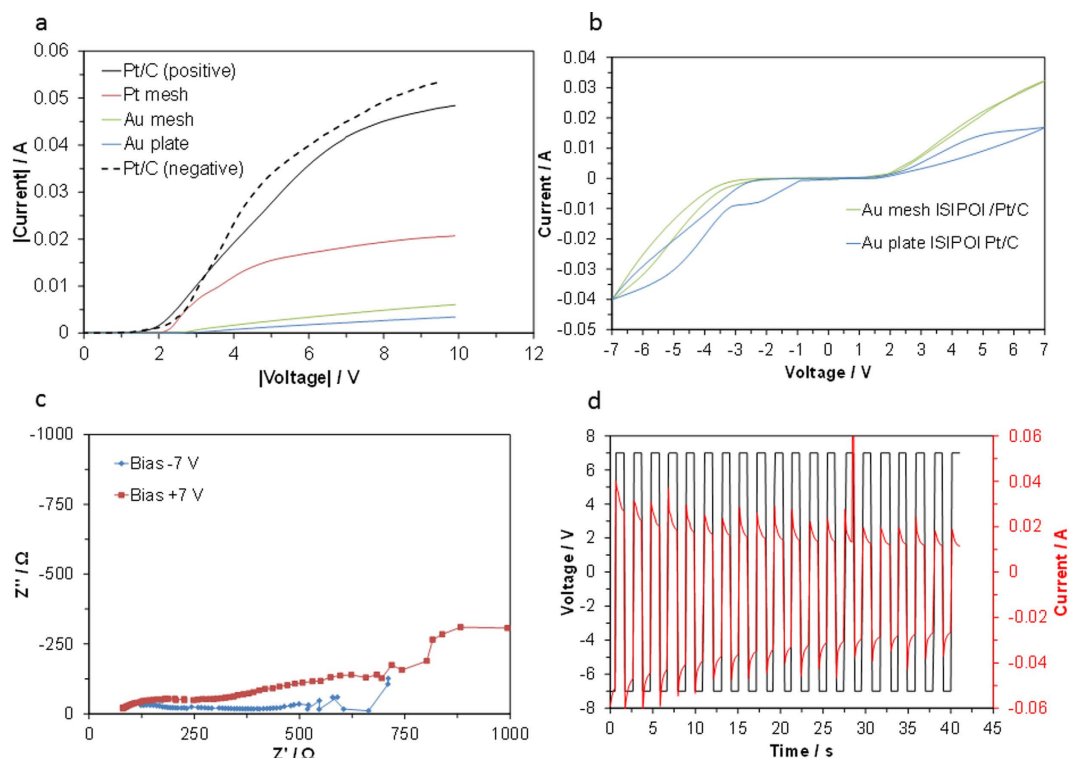 a
0.06
0.05
0.04
0.03
0.02
0.01
0
|Current| / A
Pt/C (positive)
Pt mesh
Au mesh
Au plate
Pt/C (negative)
0 2 4 6 8 10 12
|Voltage| / V
b
0.04
0.03
0.02
0.01
0
-0.01
-0.02
-0.03
-0.04
-0.05
Current / A
Au mesh ISIPOI /Pt/C
Au plate ISIPOI Pt/C
-7 -5 -3 -1 1 3 5 7
-6 -4 -2 0 2 4 6
Voltage / V
c
-1000
-750
-500
-250
0
Z'' / Ω
Bias -7 V
Bias +7 V
0 250 500 750 1000
Z' / Ω
d
8
6
4
2
0
-2
-4
-6
-8
Voltage / V
0.06
0.04
0.02
0
-0.02
-0.04
-0.06
Current / A
0 5 10 15 20 25 30 35 40 45
Time / s